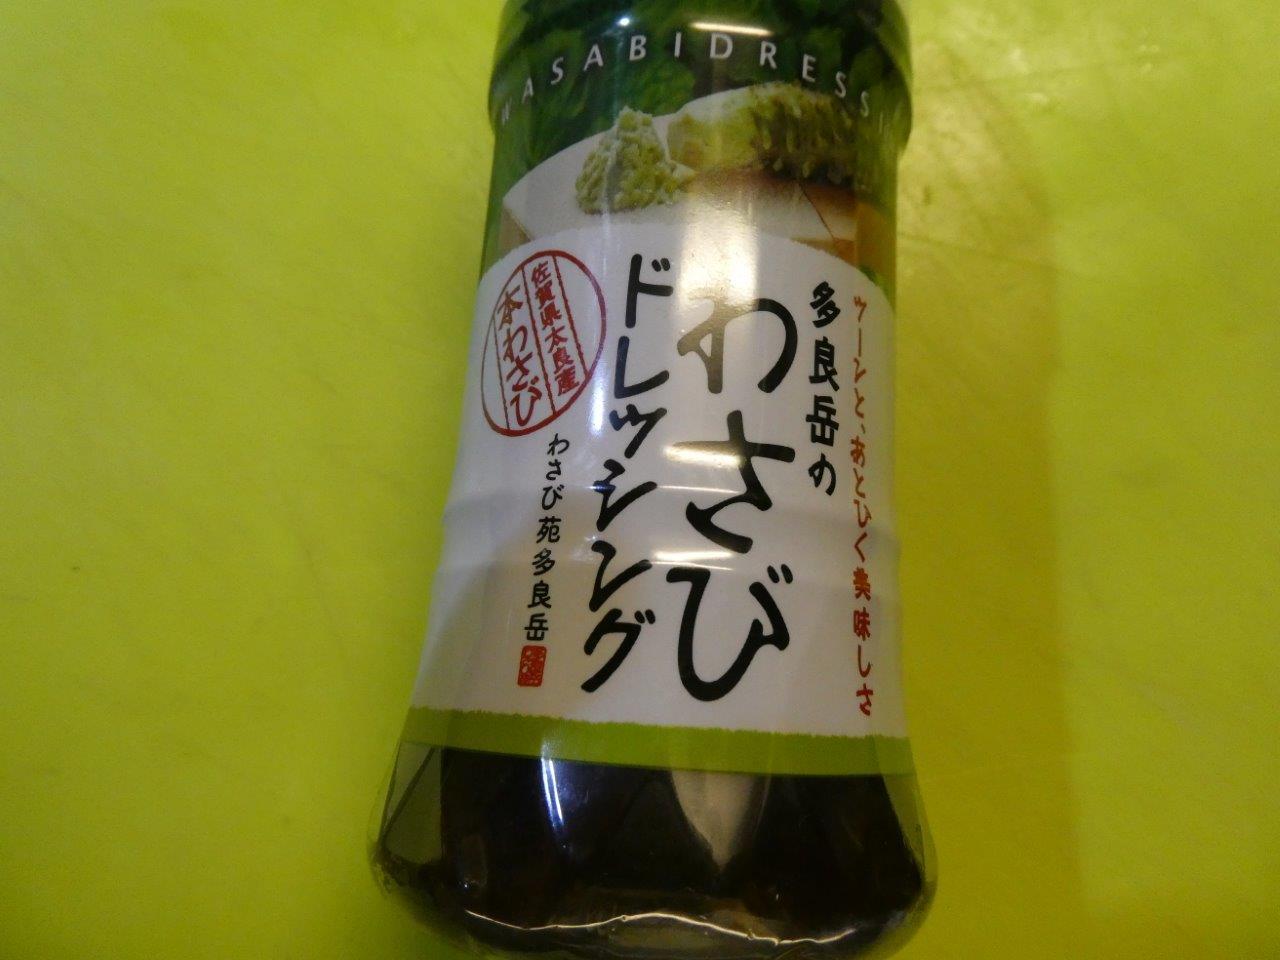 WASABIDRESSIN
ツーンと、あとひく美味しさ
多良岳の
わさび
ドレッシング
佐賀県太良産
本わさび
わさび苑多良岳